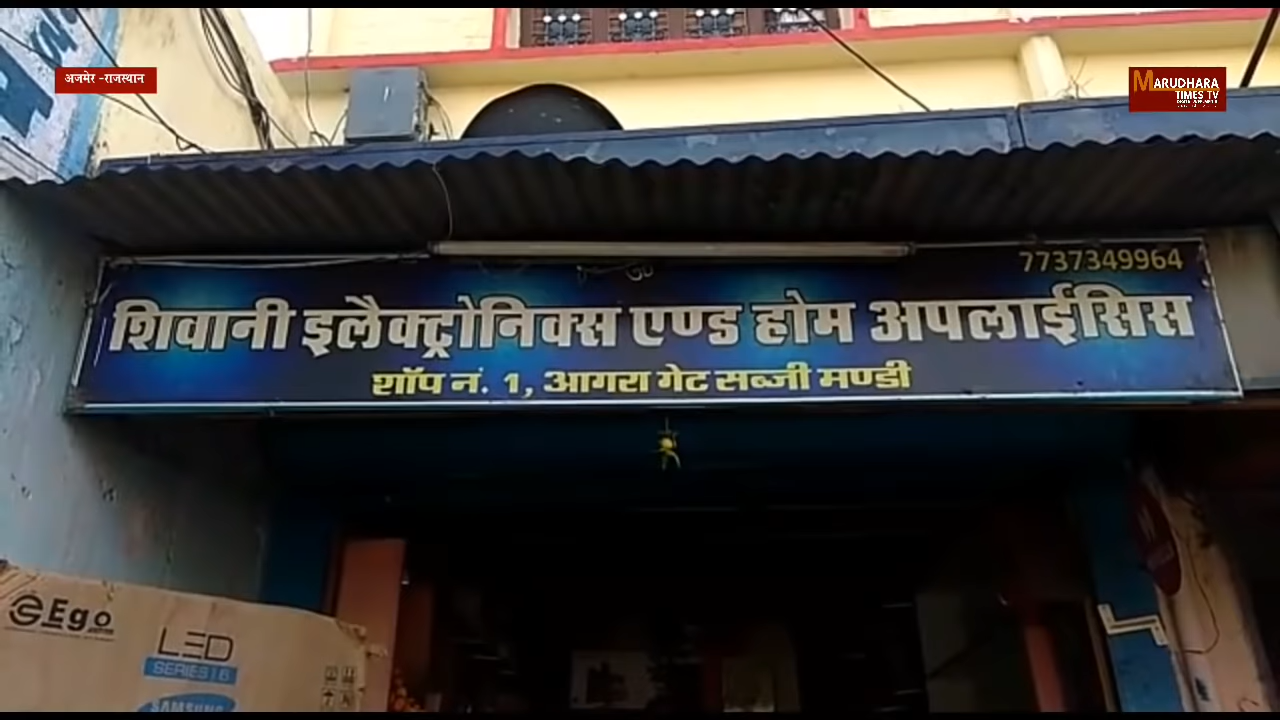 अजमेर -राजस्थान
MARUDHARA
TIMES TV
7737349964
शिवानी इलैक्ट्रोनिक्स एण्ड होम अपलाईसिस
शॉप नं. 1, आगरा गेट सब्जी मण्डी
Ego
LED
SERIES 6
SAMSUNG